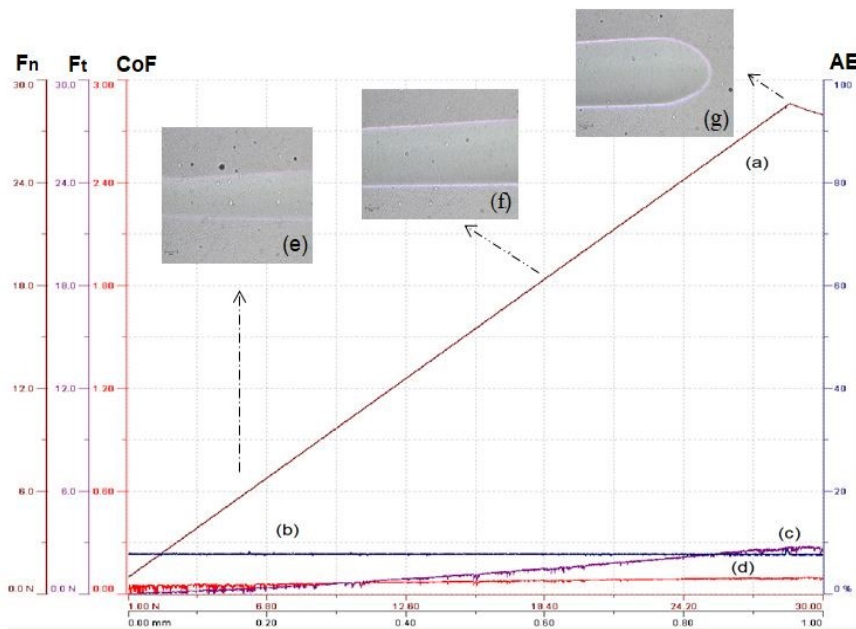 Fn Ft CoF AE
30.0 30.0 3.00 100
(g)
(a)
24.0 24.0 2.40 80
(f)
(e)
18.0 18.0 1.80 60
12.0 12.0 1.20 40
6.0 6.0 0.60 20
(b) (c)
(d)
0.0 N 0.0 N 0.00 0 %
1.00 N 6.80 12.60 18.40 24.20 30.00
0.00 mm 0.20 0.40 0.60 0.80 1.00